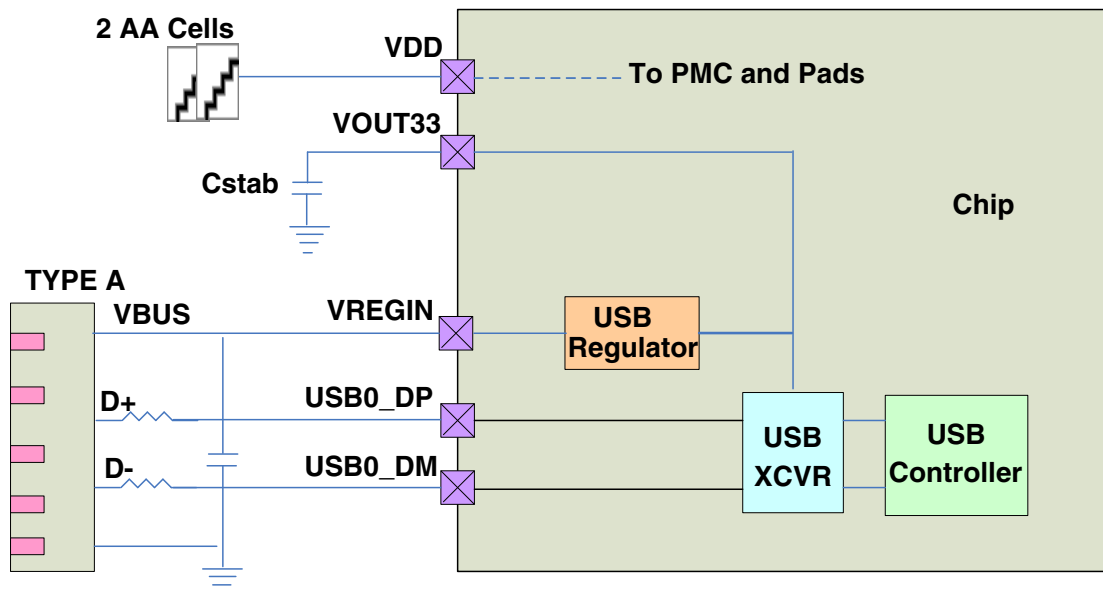 2 AA Cells
VDD
To PMC and Pads
VOUT33
Cstab
Chip
TYPE A
VBUS
VREGIN
USB
Regulator
D+
USB0_DP
D-
USB0_DM
USB
XCVR
USB
Controller